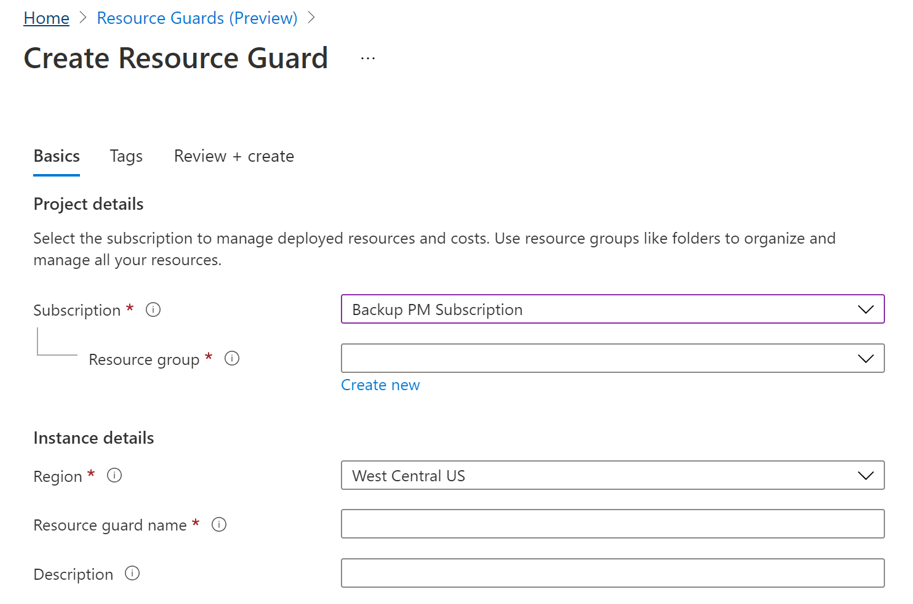 Home > Resource Guards (Preview) >
Create Resource Guard ...
Basics Tags Review + create
Project details
Select the subscription to manage deployed resources and costs. Use resource groups like folders to organize and
manage all your resources.
Subscription * Backup PM Subscription
Resource group *
Create new
Instance details
Region * West Central US
Resource guard name *
Description